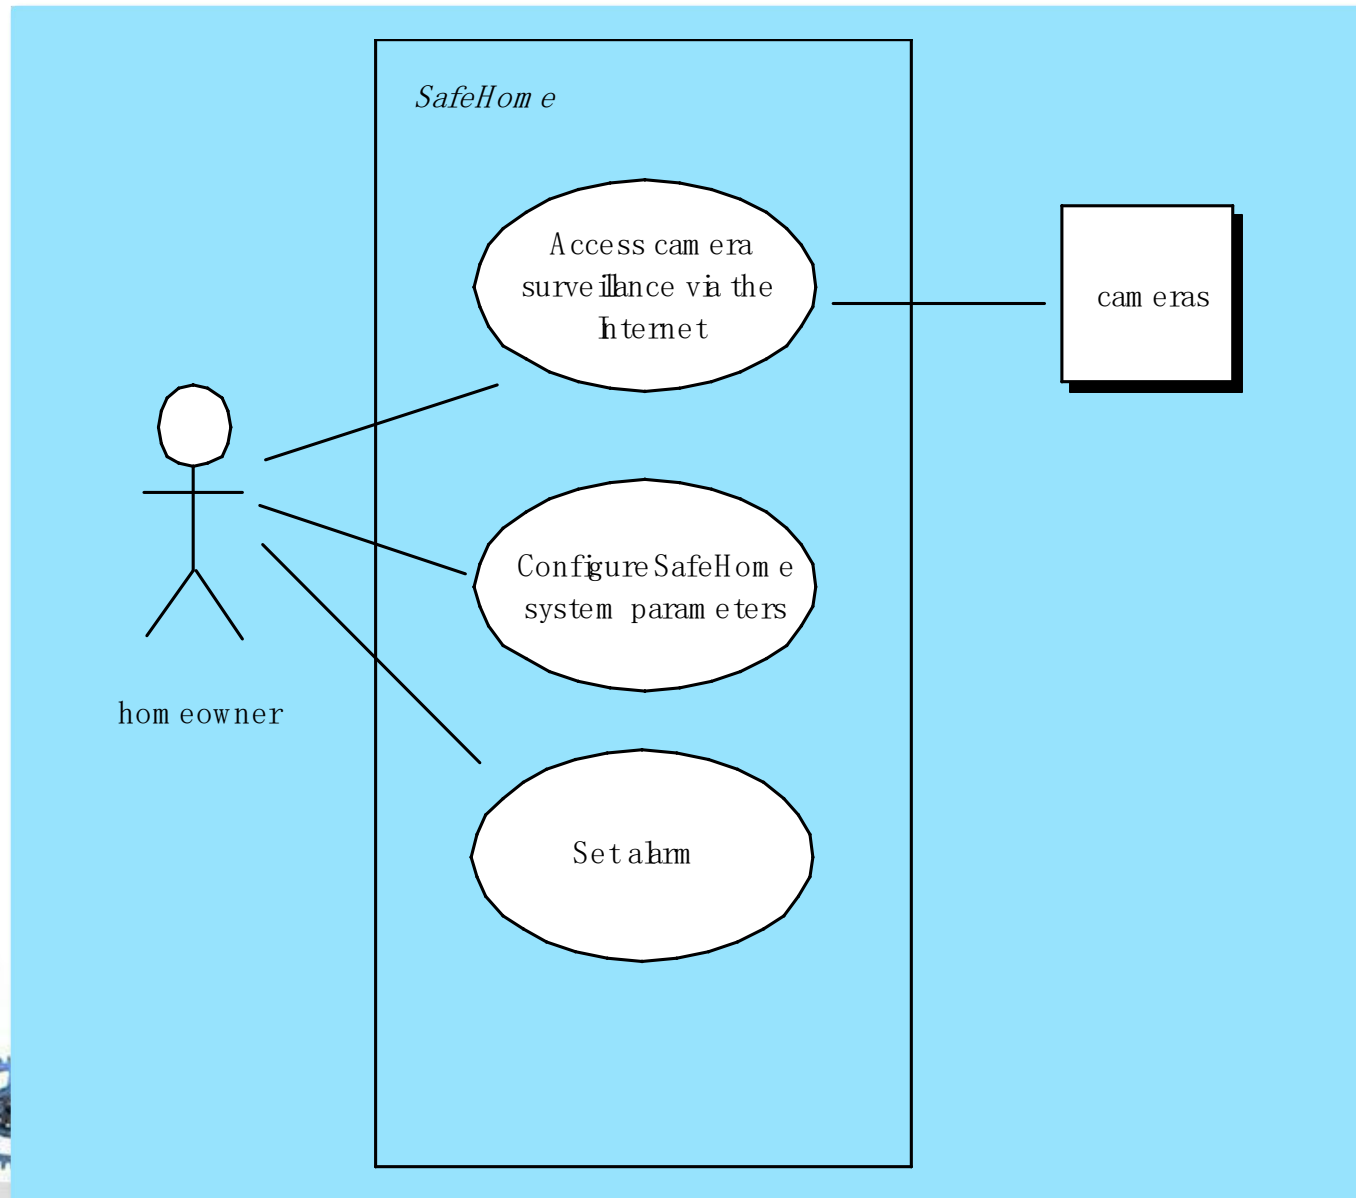 SafeHome
Access camera
surveillance via the
Internet
cameras
Configure SafeHome
system parameters
homeowner
Set alarm